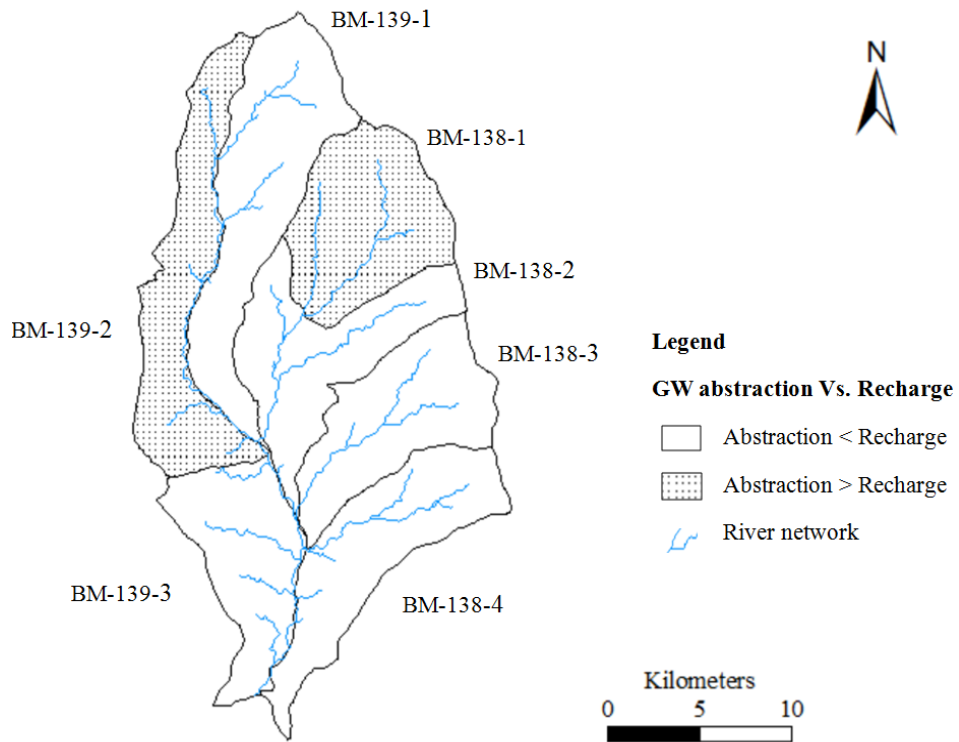 BM-139-1
N
BM-138-1
BM-138-2
BM-139-2
BM-138-3
Legend
GW abstraction Vs. Recharge
Abstraction < Recharge
Abstraction > Recharge
River network
BM-139-3
BM-138-4
Kilometers
0 5 10